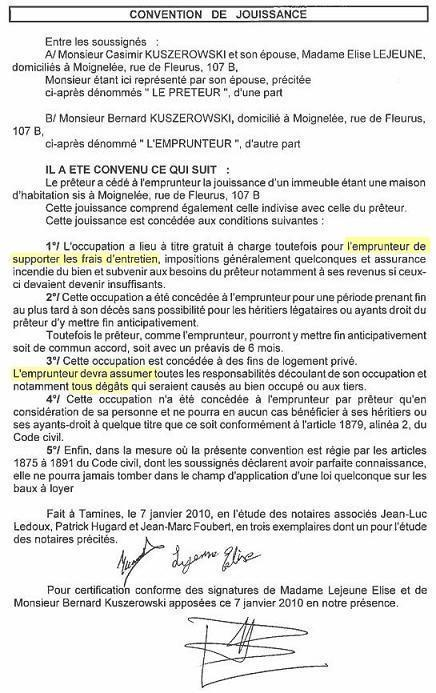 CONVENTION DE JOUISSANCE
Entre les soussignés :
A/ Monsieur Casimir KUSZEROWSKI et son épouse, Madame Elise LEJEUNE,
domiciliés à Moignelée, rue de Fleurus, 107 B,
Monsieur étant ici représenté par son épouse, précitée
ci-après dénommés " LE PRETEUR ", d'une part
B/ Monsieur Bernard KUSZEROWSKI, domicilié à Moignelée, rue de Fleurus,
107 B,
ci-après dénommé " L'EMPRUNTEUR ", d'autre part
IL A ETE CONVENU CE QUI SUIT :
Le prêteur a cédé à l'emprunteur la jouissance d'un immeuble étant une maison
d'habitation sis à Moignelée, rue de Fleurus, 107 B
Cette jouissance comprend également celle indivise avec celle du prêteur.
Cette jouissance est concédée aux conditions suivantes :
1°/ L'occupation a lieu à titre gratuit à charge toutefois pour l'emprunteur de
supporter les frais d'entretien, impositions généralement quelconques et assurance
incendie du bien et subvenir aux besoins du prêteur notamment à ses revenus si ceux-
ci devaient devenir insuffisants.
2°/ Cette occupation a été concédée à l'emprunteur pour une période prenant fin
au plus tard à son décès sans possibilité pour les héritiers légataires ou ayants droit du
prêteur d'y mettre fin anticipativement.
Toutefois le prêteur, comme l'emprunteur, pourront y mettre fin anticipativement
soit de commun accord, soit avec un préavis de 6 mois.
3°/ Cette occupation est concédée à des fins de logement privé.
L'emprunteur devra assumer toutes les responsabilités découlant de son occupation et
notamment tous dégâts qui seraient causés au bien occupé ou aux tiers.
4°/ Cette occupation n'a été concédée à l'emprunteur par prêteur qu'en
considération de sa personne et ne pourra en aucun cas bénéficier à ses héritiers ou
ses ayants-droit à quelque titre que ce soit conformément à l'article 1879, alinéa 2, du
Code civil.
5°/ Enfin, dans la mesure où la présente convention est régie par les articles
1875 à 1891 du Code civil, dont les soussignés déclarent avoir parfaite connaissance,
elle ne pourra jamais tomber dans le champ d'application d'une loi quelconque sur
les baux à loyer
Fait à Tamines, le 7 janvier 2010, en l'étude des notaires associés Jean-Luc
Ledoux, Patrick Hugard et Jean-Marc Foubert, en trois exemplaires dont un pour l'étude
des notaires précités.
Lejeune Elise
Pour certification conforme des signatures de Madame Lejeune Elise et de
Monsieur Bernard Kuszerowski apposées ce 7 janvier 2010 en notre présence.